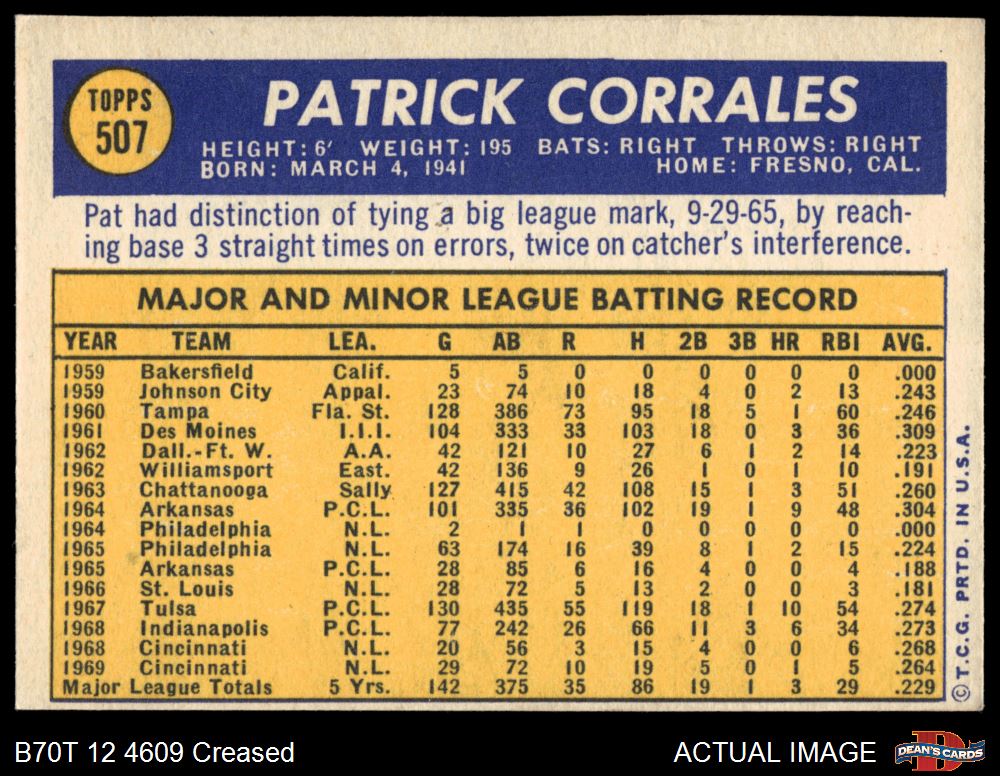 TOPPS
507
PATRICK CORRALES
HEIGHT: 6' WEIGHT: 195 BATS: RIGHT THROWS: RIGHT
BORN: MARCH 4, 1941 HOME: FRESNO, CAL.
Pat had distinction of tying a big league mark, 9-29-65, by reach-
ing base 3 straight times on errors, twice on catcher's interference.
MAJOR AND MINOR LEAGUE BATTING RECORD
YEAR TEAM LEA. G AB R H 2B 3B HR RBI AVG.
1959 Bakersfield Calif. 5 5 0 0 0 0 0 0 .000
1959 Johnson City Appal. 23 74 10 18 4 0 2 13 .243
1960 Tampa Fla. St. 128 386 73 95 18 5 1 60 .246
1961 Des Moines I.I.I. 104 333 33 103 18 0 3 36 .309
1962 Dall.-Ft. W. A.A. 42 121 10 27 6 1 2 14 .223
1962 Williamsport East. 42 136 9 26 1 0 1 10 .191
1963 Chattanooga Sally 127 415 42 108 15 1 3 51 .260
1964 Arkansas P.C.L. 101 335 36 102 19 1 9 48 .304
1964 Philadelphia N.L. 2 1 1 0 0 0 0 0 .000
1965 Philadelphia N.L. 63 174 16 39 8 1 2 15 .224
1965 Arkansas P.C.L. 28 85 6 16 4 0 0 4 .188
1966 St. Louis N.L. 28 72 5 13 2 0 0 3 .181
1967 Tulsa P.C.L. 130 435 55 119 18 1 10 54 .274
1968 Indianapolis P.C.L. 77 242 26 66 11 3 6 34 .273
1968 Cincinnati N.L. 20 56 3 15 4 0 0 6 .268
1969 Cincinnati N.L. 29 72 10 19 5 0 1 5 .264
Major League Totals 5 Yrs. 142 375 35 86 19 1 3 29 .229
© T.C.G. PRTD. IN U.S.A.
B70T 12 4609 Creased ACTUAL IMAGE
D
DEAN'S CARDS